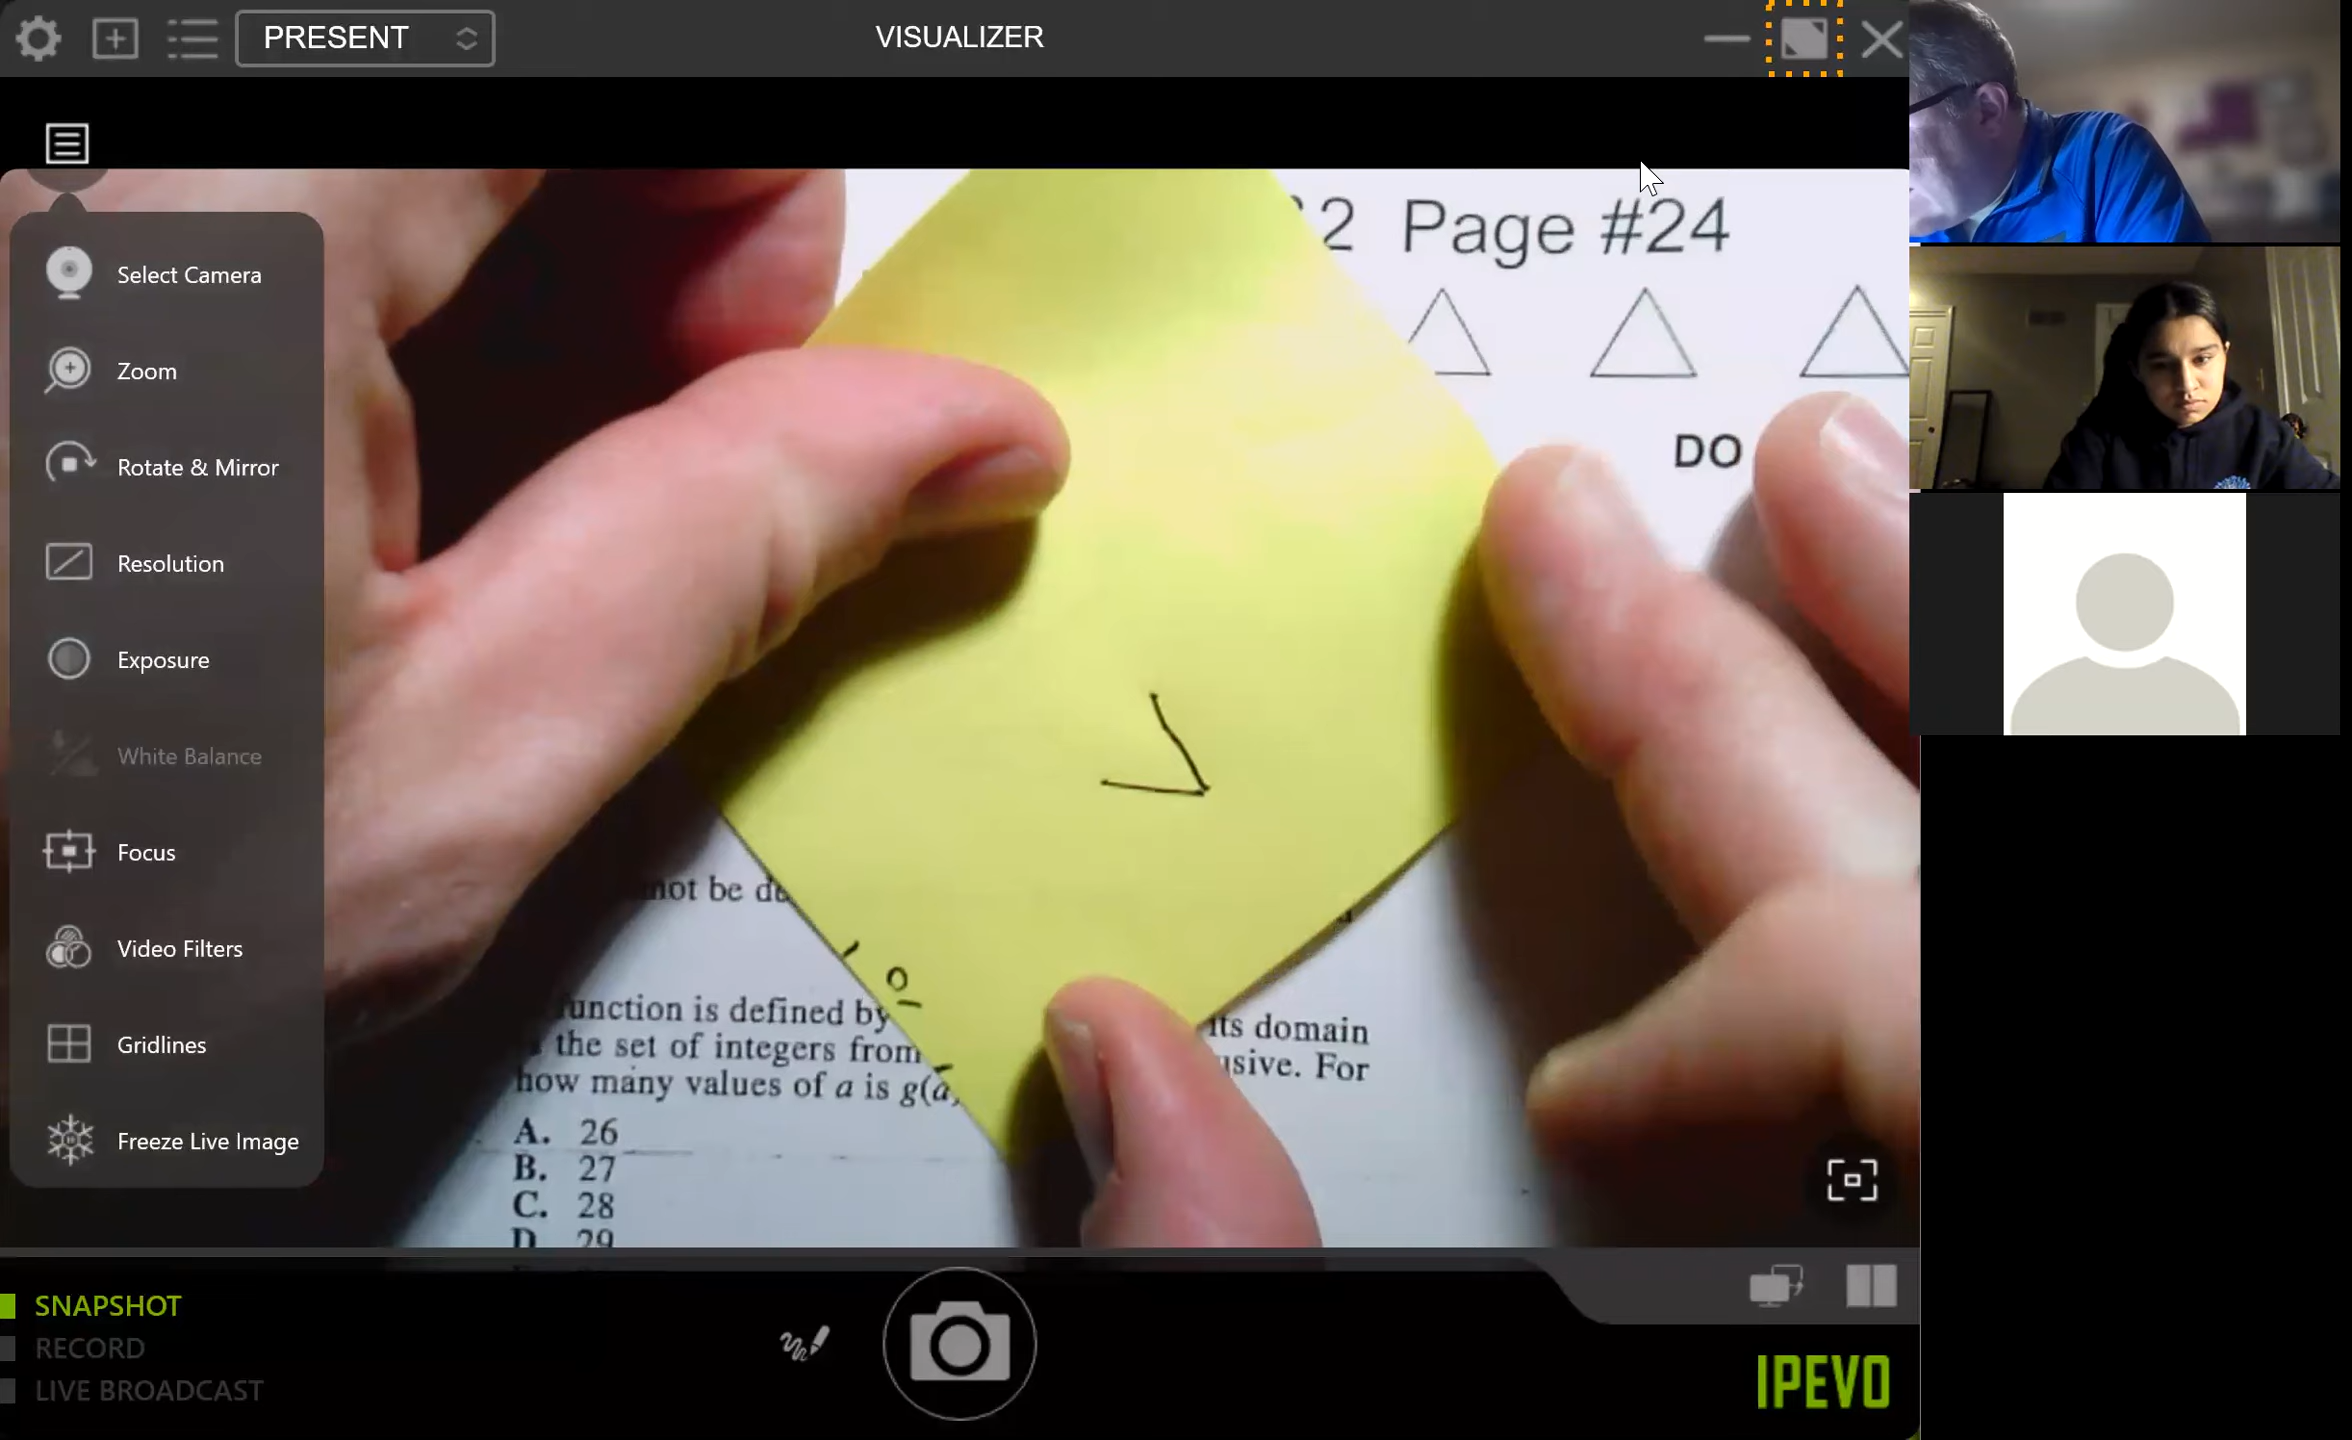 PRESENT
VISUALIZER
2 Page #24
Select Camera
Zoom
Rotate & Mirror
DO
Resolution
Exposure
White Balance
Focus
not be
Video Filters
function is defined by
its domain
the set of integers from
For
how many values of a is g(a
Gridlines
A. 26
Freeze Live Image
B. 27
C. 28
D. 29
SNAPSHOT
RECORD
LIVE BROADCAST
IPEVO